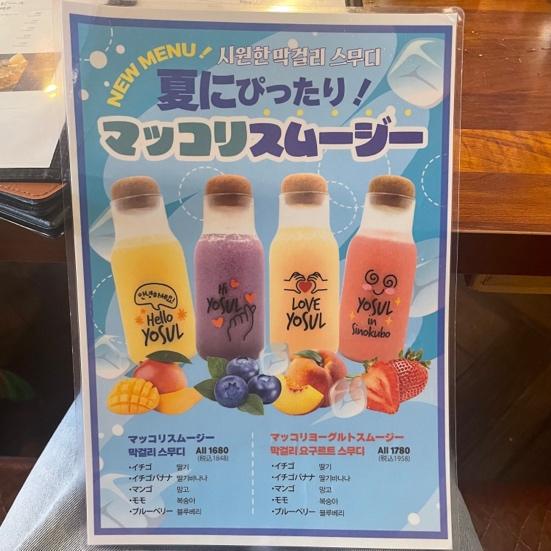 NEW MENU!
시원한 막걸리 스무디
夏にぴったり!
マッコリスムージー
안녕하세요!
Hello
YOSUL
Hi
YOSUL
LOVE
YOSUL
YOSUL
in
Sinokubo
マッコリスムージー
막걸리 스무디 All 1680
(税込1848)
・イチゴ 딸기
・イチゴバナナ 딸기바나나
・マンゴ 망고
・モモ 복숭아
・ブルーベリー 블루베리
マッコリヨーグルトスムージー
막걸리 요구르트 스무디 All 1780
(税込1958)
・イチゴ 딸기
・イチゴバナナ 딸기바나나
・マンゴ 망고
・モモ 복숭아
・ブルーベリー 블루베리